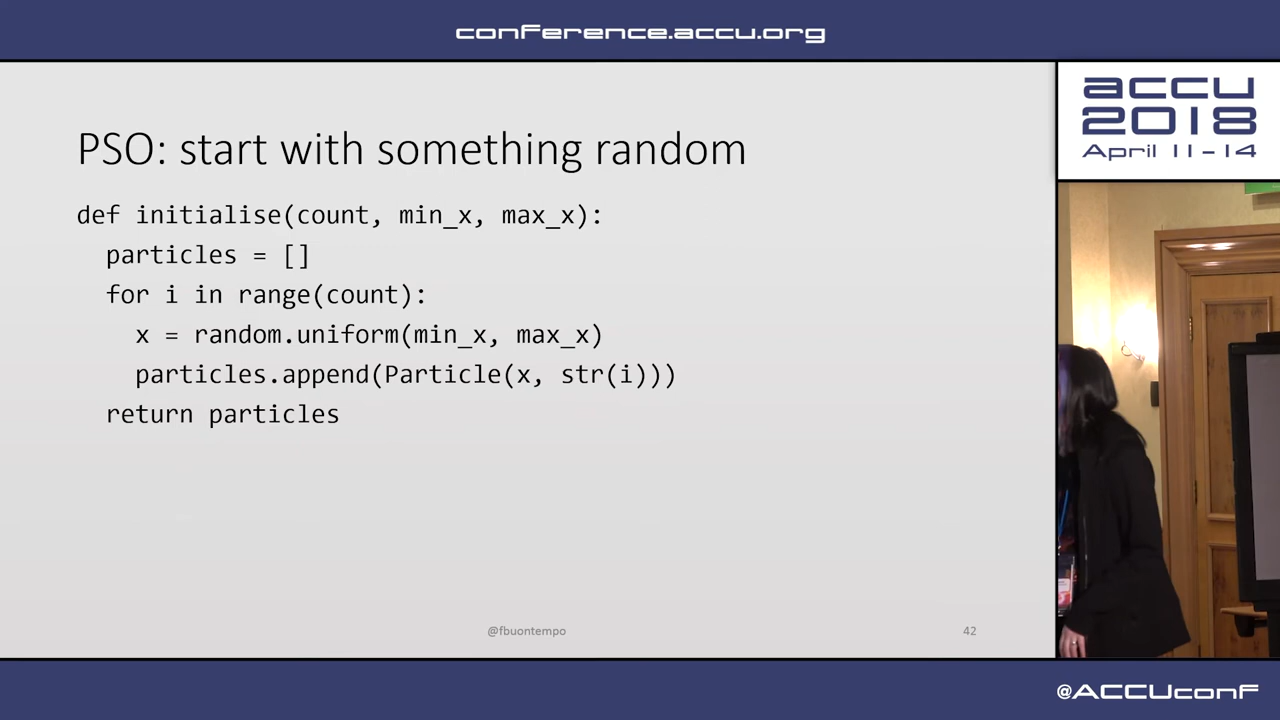 conference.accu.org
accu
2018
April 11-14
PSO: start with something random
def initialise(count, min_x, max_x):
  particles = []
  for i in range(count):
    x = random.uniform(min_x, max_x)
    particles.append(Particle(x, str(i)))
  return particles
@fbuontempo
42
@ACCUconf